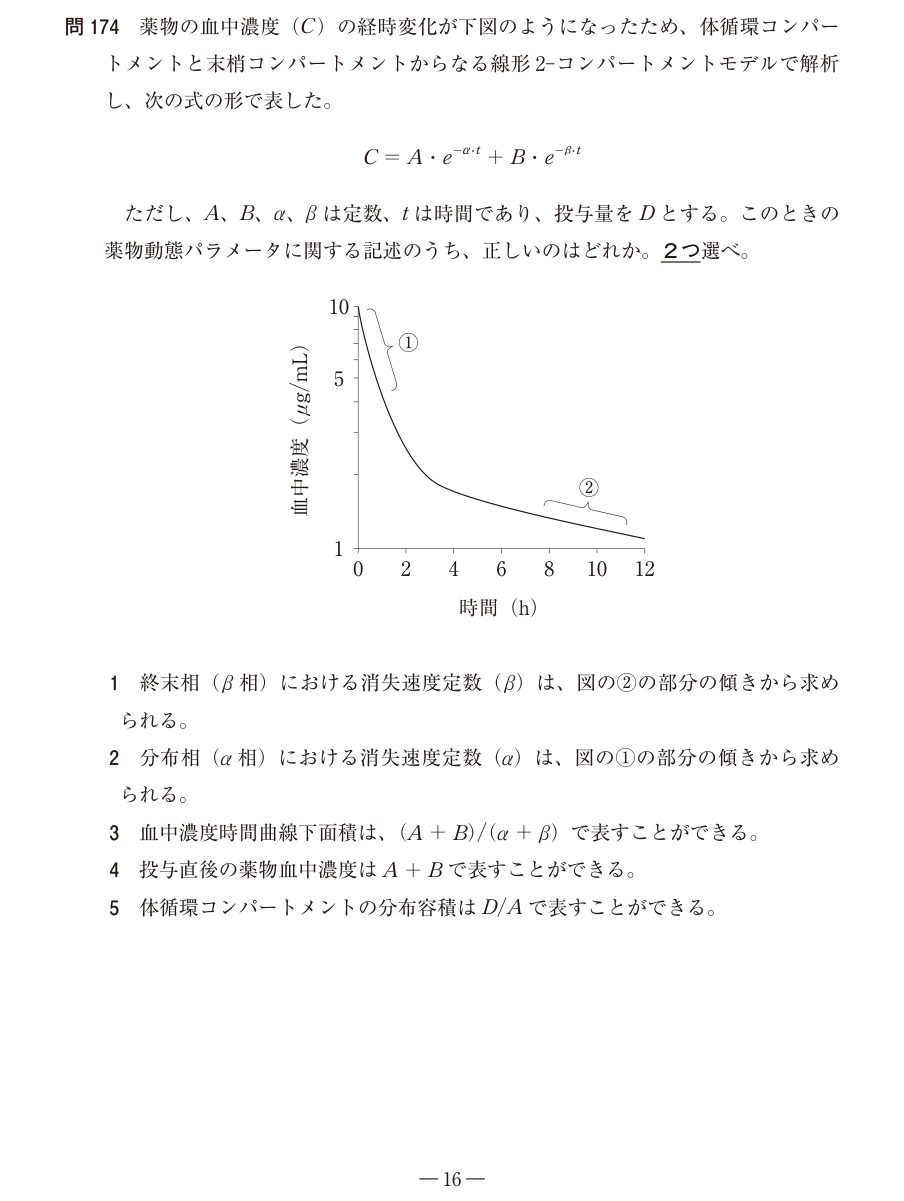 問 174　薬物の血中濃度（C）の経時変化が下図のようになったため、体循環コンパー
トメントと末梢コンパートメントからなる線形 2-コンパートメントモデルで解析
し、次の式の形で表した。
C = A・e^{-α・t} + B・e^{-β・t}
ただし、A、B、α、β は定数、t は時間であり、投与量を D とする。このときの
薬物動態パラメータに関する記述のうち、正しいのはどれか。２つ選べ。
10
①
5
血中濃度（μg/mL）
②
1
0 2 4 6 8 10 12
時間（h）
1　終末相（β 相）における消失速度定数（β）は、図の②の部分の傾きから求め
られる。
2　分布相（α 相）における消失速度定数（α）は、図の①の部分の傾きから求め
られる。
3　血中濃度時間曲線下面積は、(A + B)/(α + β) で表すことができる。
4　投与直後の薬物血中濃度は A + B で表すことができる。
5　体循環コンパートメントの分布容積は D/A で表すことができる。
— 16 —